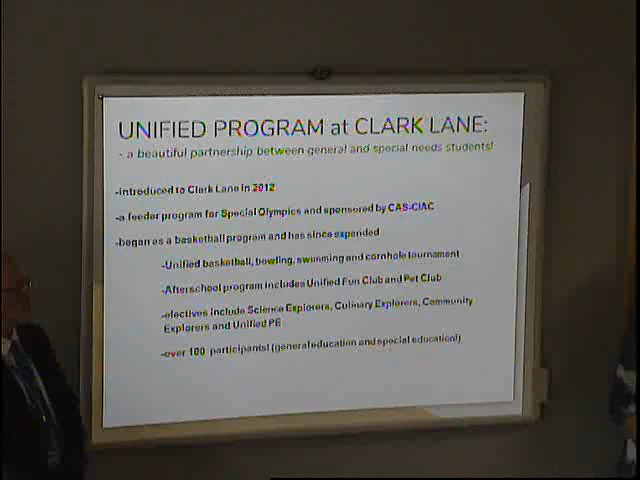 UNIFIED PROGRAM at CLARK LANE:
- a beautiful partnership between general and special needs students!
-introduced to Clark Lane in 2012
-a feeder program for Special Olympics and sponsored by CAS-CIAC
-began as a basketball program and has since expanded
-Unified basketball, bowling, swimming and cornhole tournament
-Afterschool program includes Unified Fun Club and Pet Club
-electives include Science Explorers, Culinary Explorers, Community
Explorers and Unified PE
-over 100 participants! (general education and special education!)